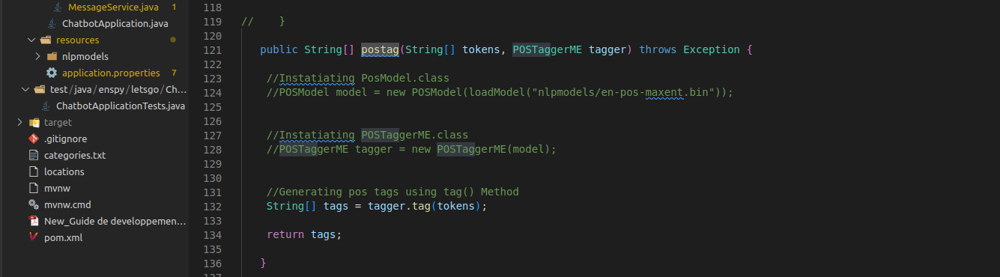 MessageService.java 1
ChatbotApplication.java
resources
nlpmodels
application.properties 7
test/java/enspy/letsgo/Ch...
ChatbotApplicationTests.java
target
.gitignore
categories.txt
locations
mvnw
mvnw.cmd
New_Guide de developpemen...
pom.xml
118
119 // }
120
121 public String[] postag(String[] tokens, POSTaggerME tagger) throws Exception {
122
123 //Instatiating PosModel.class
124 //POSModel model = new POSModel(loadModel("nlpmodels/en-pos-maxent.bin"));
125
126
127 //Instatiating POSTaggerME.class
128 //POSTaggerME tagger = new POSTaggerME(model);
129
130
131 //Generating pos tags using tag() Method
132 String[] tags = tagger.tag(tokens);
133
134 return tags;
135
136 }
137